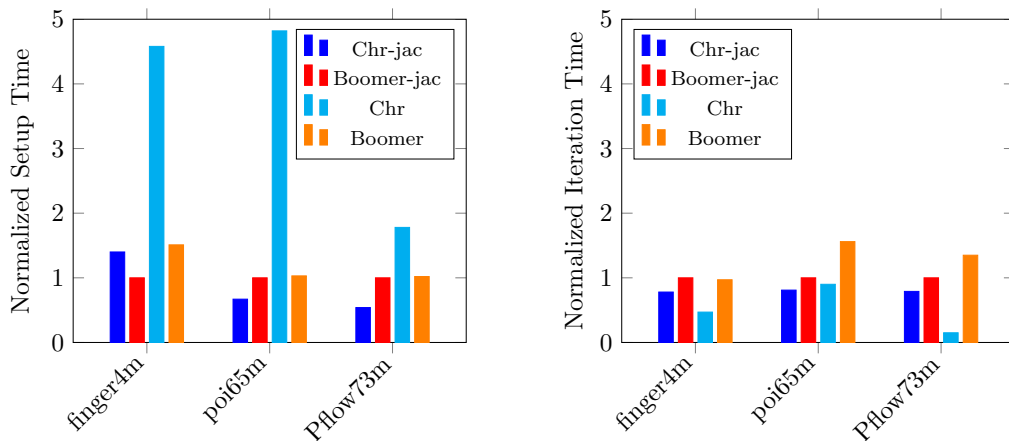 Normalized Setup Time
5
4
3
2
1
0
Chr-jac
Boomer-jac
Chr
Boomer
finger4m
poi65m
Pflow73m
Normalized Iteration Time
5
4
3
2
1
0
Chr-jac
Boomer-jac
Chr
Boomer
finger4m
poi65m
Pflow73m